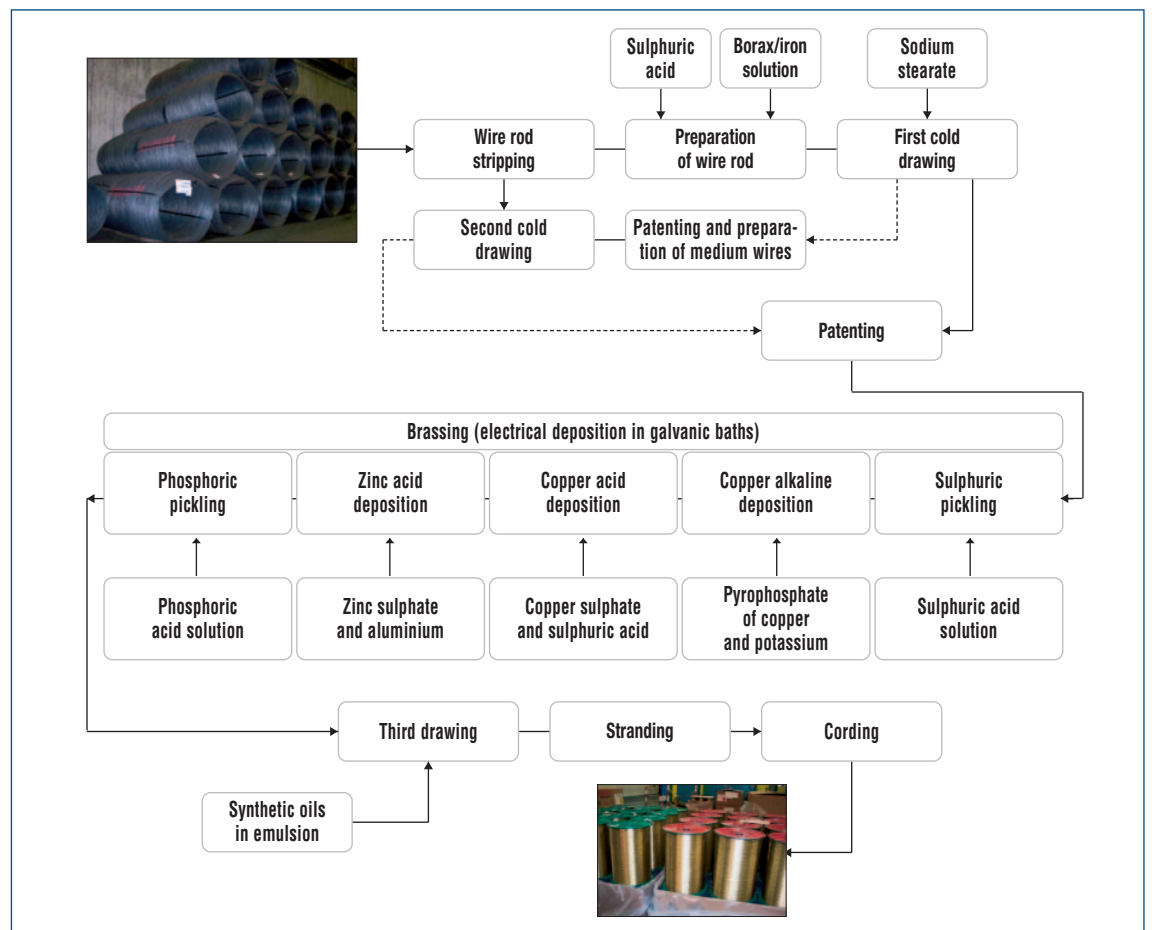 Sulphuric
acid
Borax/iron
solution
Sodium
stearate
Wire rod
stripping
Preparation
of wire rod
First cold
drawing
Second cold
drawing
Patenting and prepara-
tion of medium wires
Patenting
Brassing (electrical deposition in galvanic baths)
Phosphoric
pickling
Zinc acid
deposition
Copper acid
deposition
Copper alkaline
deposition
Sulphuric
pickling
Phosphoric
acid solution
Zinc sulphate
and aluminium
Copper sulphate
and sulphuric acid
Pyrophosphate
of copper
and potassium
Sulphuric acid
solution
Third drawing
Stranding
Cording
Synthetic oils
in emulsion